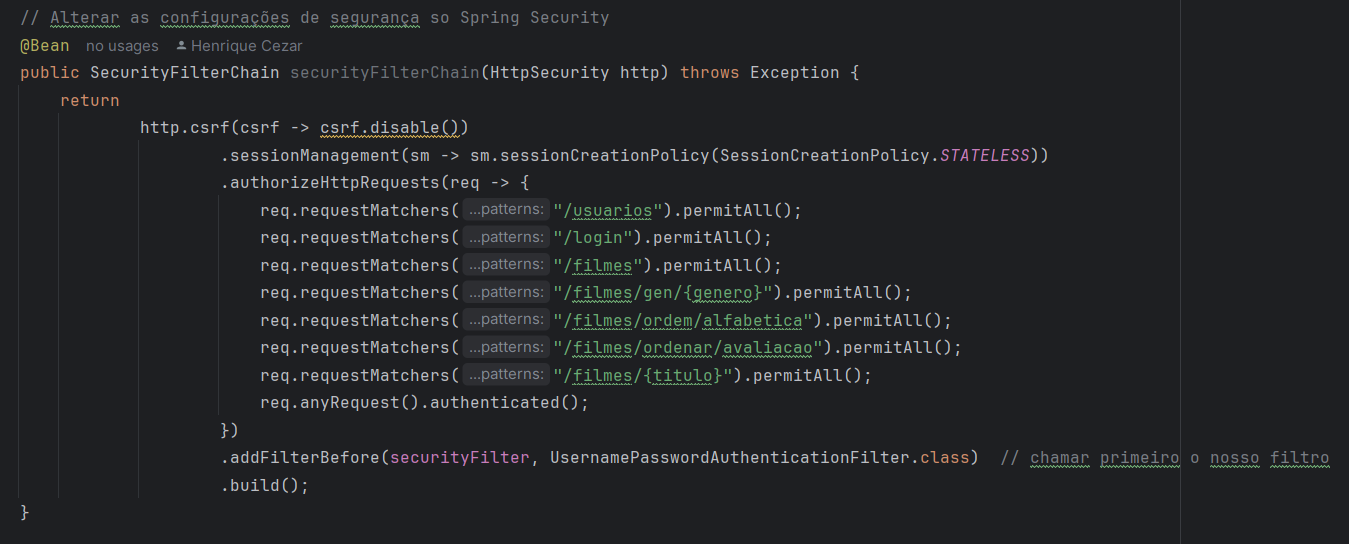 // Alterar as configurações de segurança so Spring Security
@Bean no usages Henrique Cezar
public SecurityFilterChain securityFilterChain(HttpSecurity http) throws Exception {
return
http.csrf(csrf -> csrf.disable())
.sessionManagement(sm -> sm.sessionCreationPolicy(SessionCreationPolicy.STATELESS))
.authorizeHttpRequests(req -> {
req.requestMatchers( ...patterns: "/usuarios").permitAll();
req.requestMatchers( ...patterns: "/login").permitAll();
req.requestMatchers( ...patterns: "/filmes").permitAll();
req.requestMatchers( ...patterns: "/filmes/gen/{genero}").permitAll();
req.requestMatchers( ...patterns: "/filmes/ordem/alfabetica").permitAll();
req.requestMatchers( ...patterns: "/filmes/ordenar/avaliacao").permitAll();
req.requestMatchers( ...patterns: "/filmes/{titulo}").permitAll();
req.anyRequest().authenticated();
})
.addFilterBefore(securityFilter, UsernamePasswordAuthenticationFilter.class) // chamar primeiro o nosso filtro
.build();
}